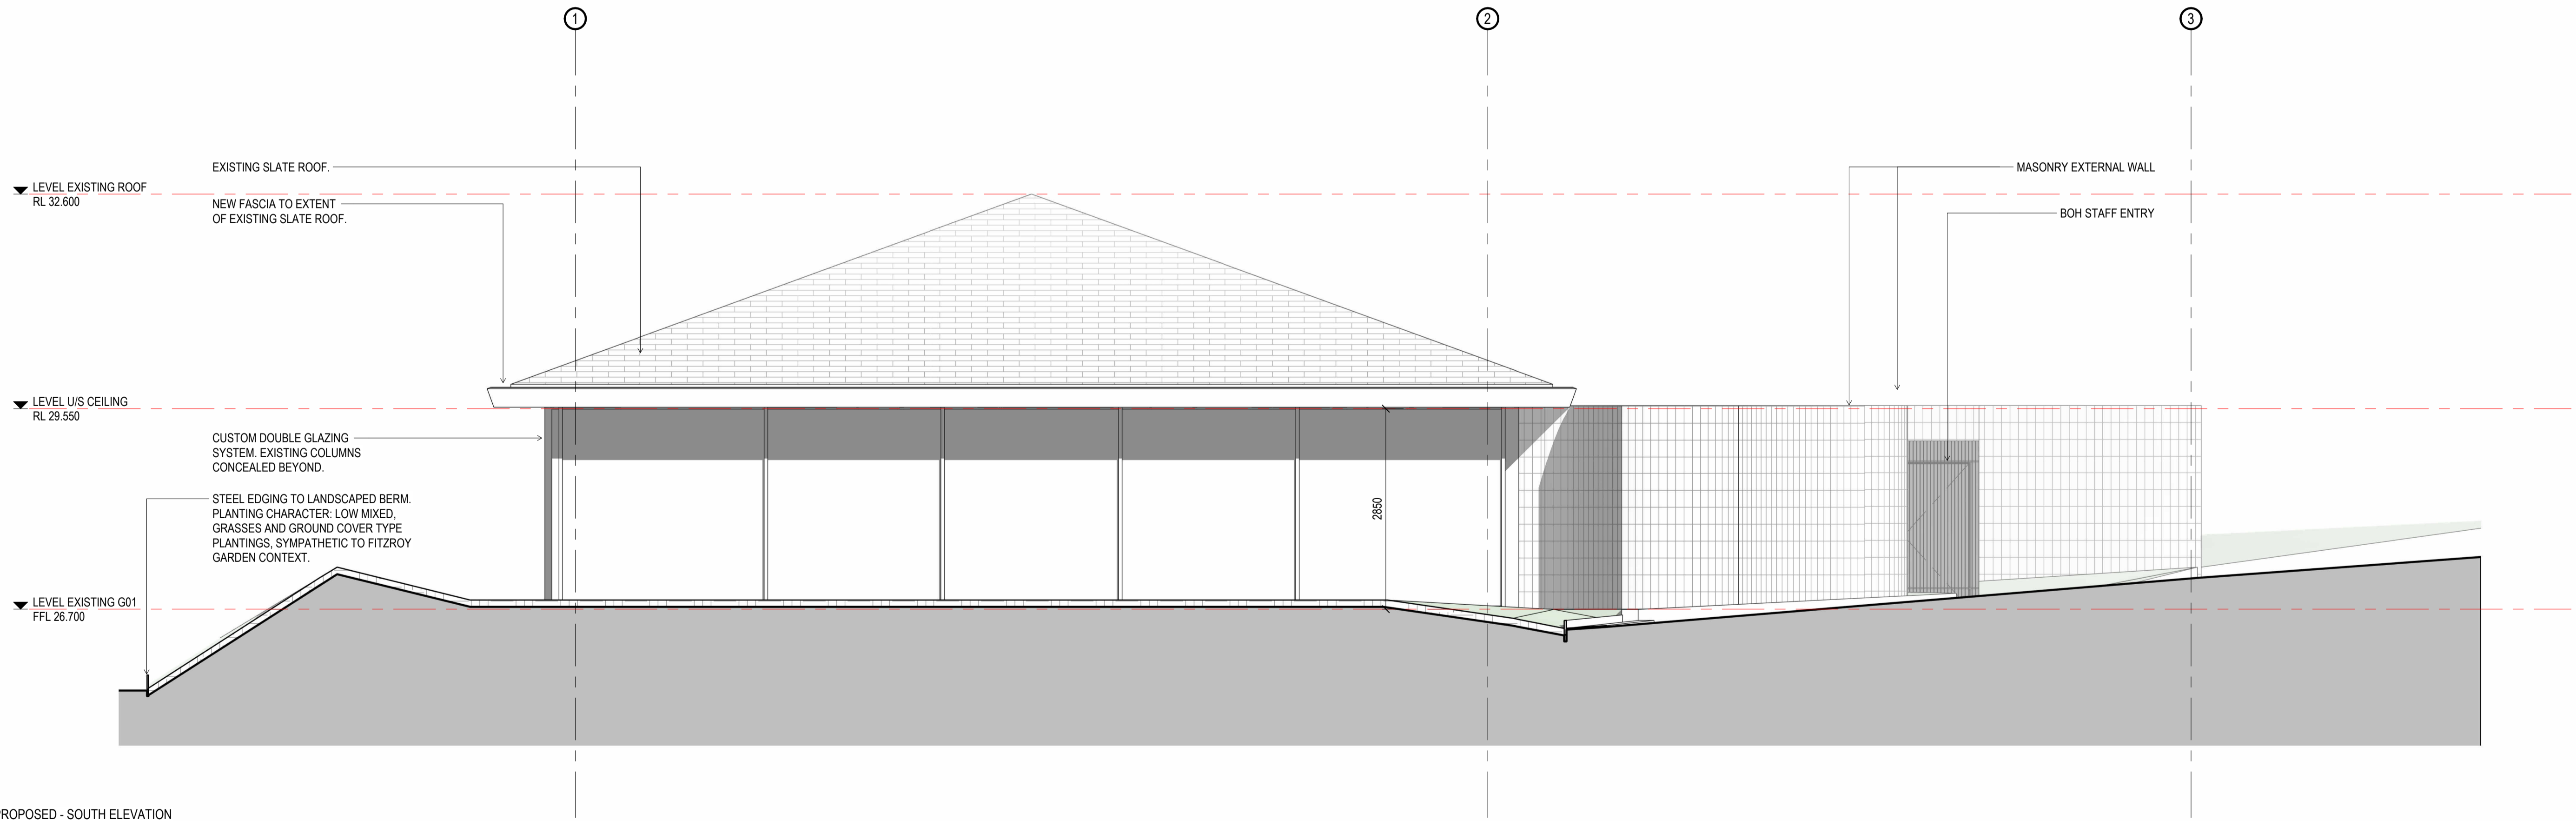 1
2
3
EXISTING SLATE ROOF.
MASONRY EXTERNAL WALL
LEVEL EXISTING ROOF
RL 32.600
NEW FASCIA TO EXTENT
OF EXISTING SLATE ROOF.
BOH STAFF ENTRY
LEVEL U/S CEILING
RL 29.550
CUSTOM DOUBLE GLAZING
SYSTEM. EXISTING COLUMNS
CONCEALED BEYOND.
STEEL EDGING TO LANDSCAPED BERM.
PLANTING CHARACTER: LOW MIXED,
GRASSES AND GROUND COVER TYPE
PLANTINGS, SYMPATHETIC TO FITZROY
GARDEN CONTEXT.
2850
LEVEL EXISTING G01
FFL 26.700
PROPOSED - SOUTH ELEVATION